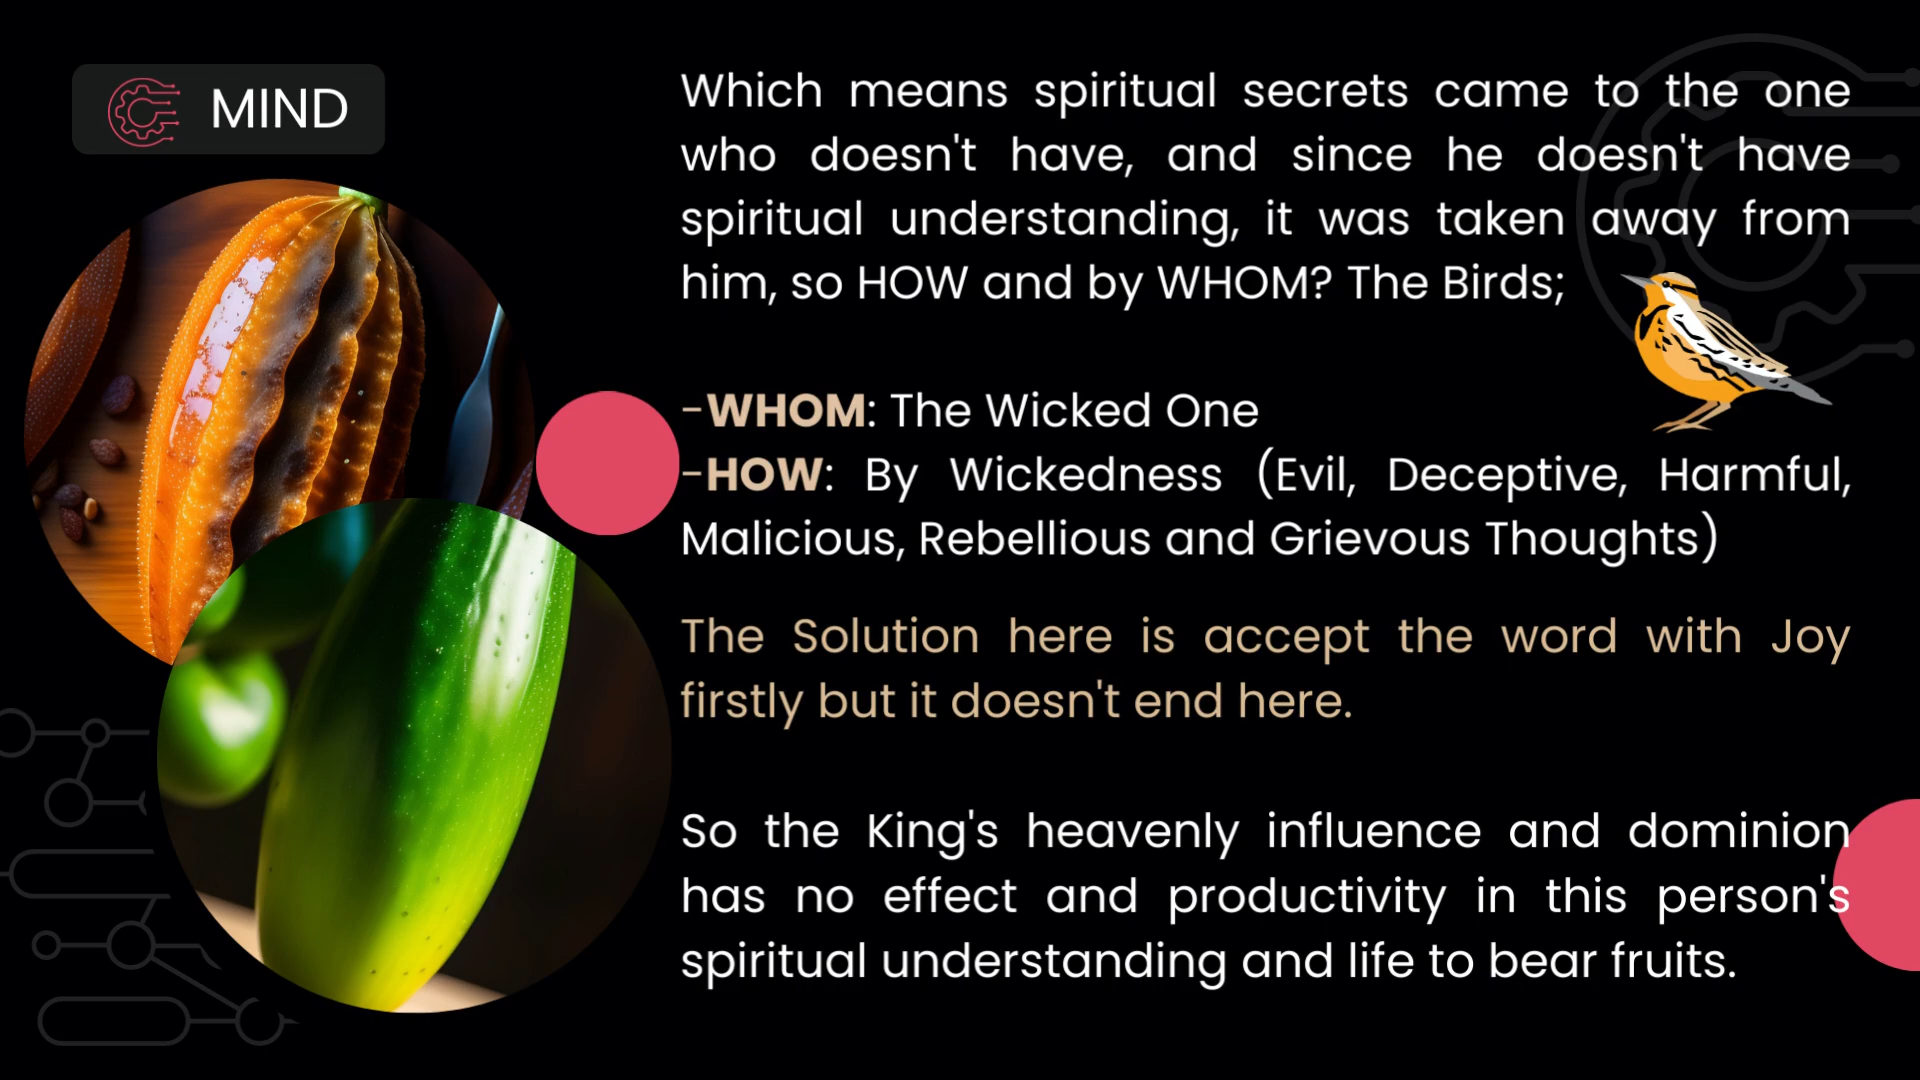 MIND
Which means spiritual secrets came to the one
who doesn't have, and since he doesn't have
spiritual understanding, it was taken away from
him, so HOW and by WHOM? The Birds;
-WHOM: The Wicked One
-HOW: By Wickedness (Evil, Deceptive, Harmful,
Malicious, Rebellious and Grievous Thoughts)
The Solution here is accept the word with Joy
firstly but it doesn't end here.
So the King's heavenly influence and dominion
has no effect and productivity in this person's
spiritual understanding and life to bear fruits.